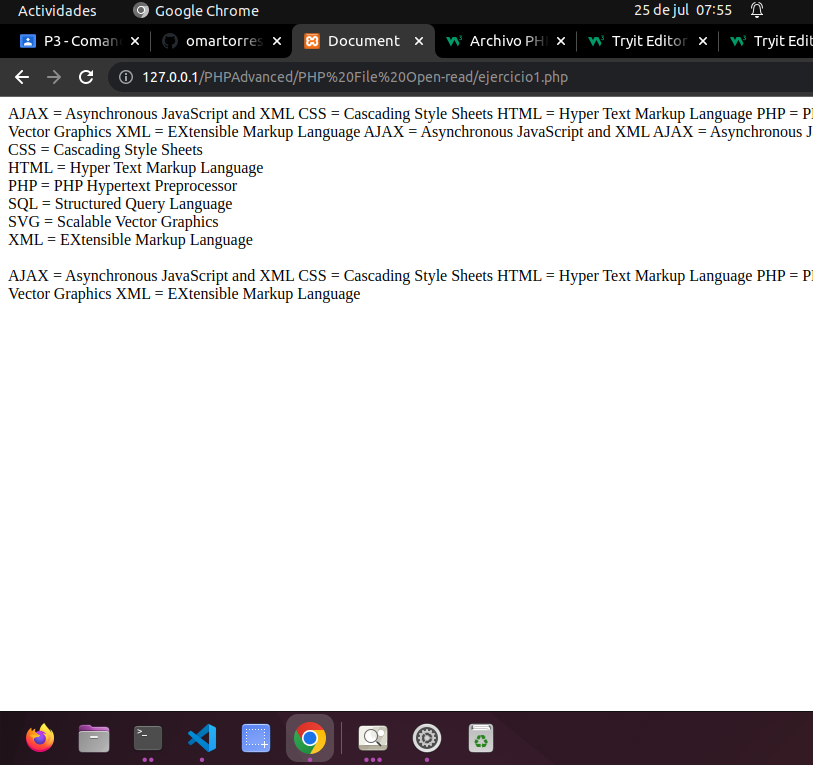 Actividades Google Chrome 25 de jul 07:55
P3 - Coman omartorres Document Archivo PH Tryit Editor Tryit Edit
127.0.0.1/PHPAdvanced/PHP%20File%20Open-read/ejercicio1.php
AJAX = Asynchronous JavaScript and XML CSS = Cascading Style Sheets HTML = Hyper Text Markup Language PHP =
Vector Graphics XML = EXtensible Markup Language AJAX = Asynchronous JavaScript and XML AJAX = Asynchronous J
CSS = Cascading Style Sheets
HTML = Hyper Text Markup Language
PHP = PHP Hypertext Preprocessor
SQL = Structured Query Language
SVG = Scalable Vector Graphics
XML = EXtensible Markup Language
AJAX = Asynchronous JavaScript and XML CSS = Cascading Style Sheets HTML = Hyper Text Markup Language PHP =
Vector Graphics XML = EXtensible Markup Language